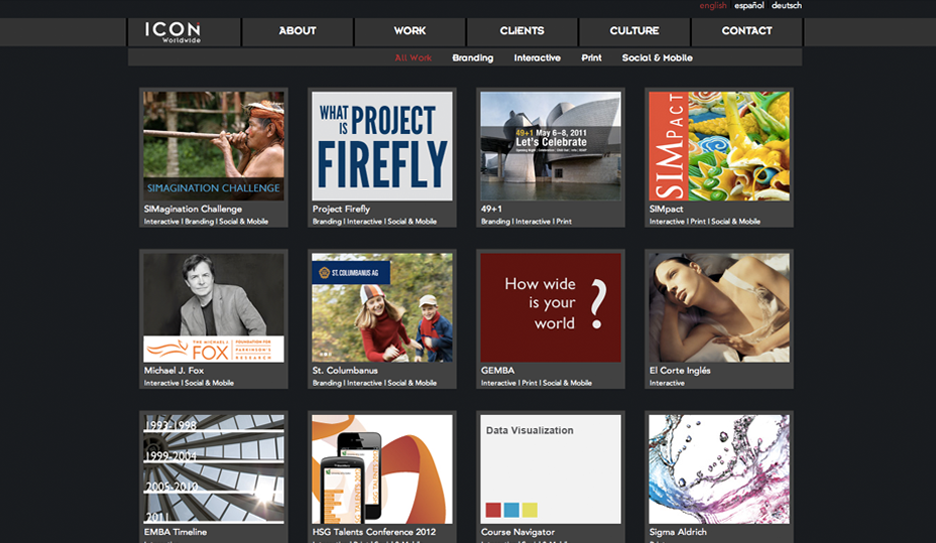 english español deutsch
ICON
Worldwide
ABOUT WORK CLIENTS CULTURE CONTACT
All Work Branding Interactive Print Social & Mobile
SIMAGINATION CHALLENGE
SIMagination Challenge
Interactive | Branding | Social & Mobile
WHAT
IS PROJECT
FIREFLY
Project Firefly
Branding | Interactive | Social & Mobile
49+1 May 6–8, 2011
Let's Celebrate
49+1
Branding | Interactive | Print
SIMPACT
SIMpact
Interactive | Print | Social & Mobile
THE MICHAEL J.
FOX
FOUNDATION FOR
PARKINSON'S
RESEARCH
Michael J. Fox
Interactive | Social & Mobile
ST. COLUMBANUS AG
St. Columbanus
Branding | Interactive | Social & Mobile
How wide
is your
world ?
GEMBA
Interactive | Print | Social & Mobile
El Corte Inglés
Interactive
1993-1998
1999-2004
2005-2010
2011
EMBA Timeline
HSG Talents Conference 2012
Data Visualization
Course Navigator
Sigma Aldrich